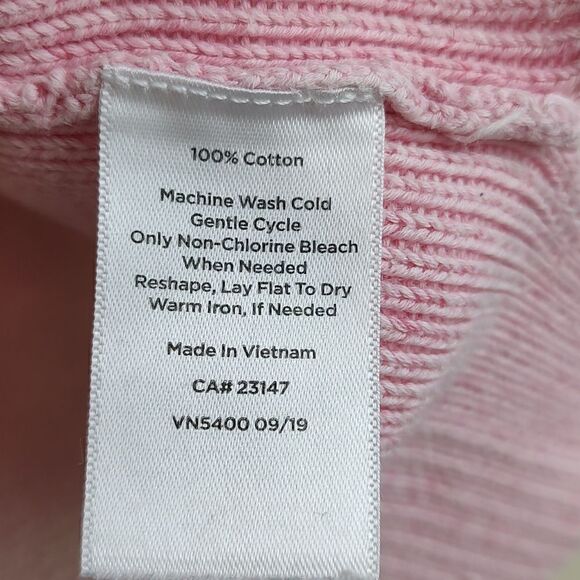 100% Cotton
Machine Wash Cold
Gentle Cycle
Only Non-Chlorine Bleach
When Needed
Reshape, Lay Flat To Dry
Warm Iron, If Needed
Made In Vietnam
CA# 23147
VN5400 09/19